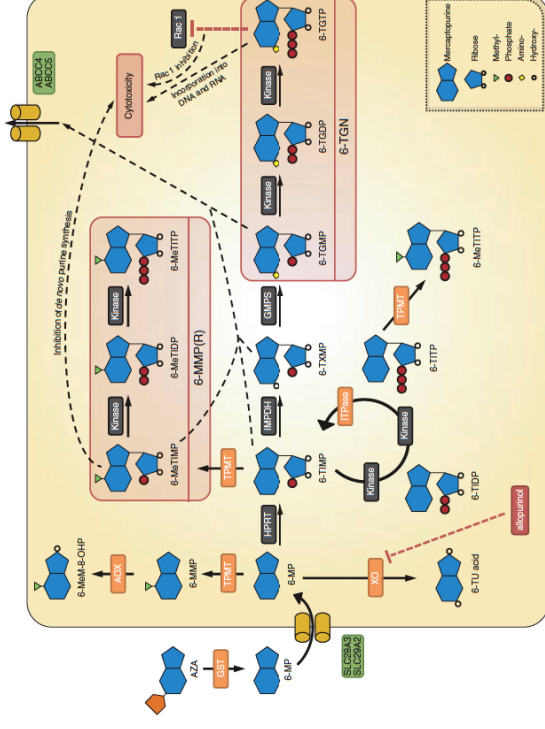 AZA
GST
6-MP
SLC28A3
SLC29A2
6-MeM-8-OHP
AOX
6-MMP
TPMT
6-MP
XO
6-TU acid
allopurinol
HPRT
6-MeTIMP
Kinase
6-MeTIDP
Kinase
6-MeTITP
6-MMP(R)
TPMT
6-TIMP
IMPDH
6-TXMP
GMPS
6-TGMP
Kinase
6-TGDP
Kinase
6-TGTP
6-TGN
Kinase
6-TIDP
Kinase
ITPase
6-TITP
TPMT
6-MeTITP
Inhibition of de novo purine synthesis
ABCC4
ABCC5
Cytotoxicity
Rac 1
Rac 1 inhibition
Incorporation into
DNA and RNA
Mercaptopurine
Ribose
Methyl-
Phosphate
Amino-
Hydroxy-